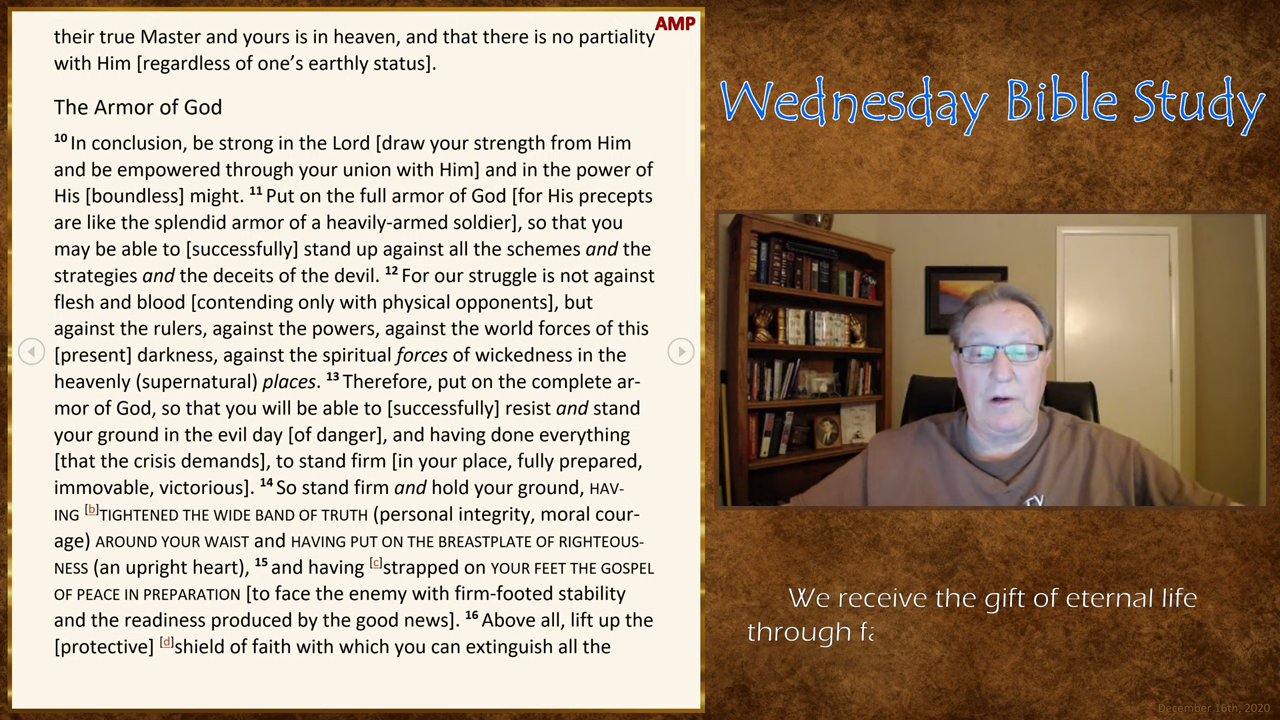 AMP
their true Master and yours is in heaven, and that there is no partiality
with Him [regardless of one’s earthly status].
The Armor of God
10 In conclusion, be strong in the Lord [draw your strength from Him
and be empowered through your union with Him] and in the power of
His [boundless] might. 11 Put on the full armor of God [for His precepts
are like the splendid armor of a heavily-armed soldier], so that you
may be able to [successfully] stand up against all the schemes and the
strategies and the deceits of the devil. 12 For our struggle is not against
flesh and blood [contending only with physical opponents], but
against the rulers, against the powers, against the world forces of this
[present] darkness, against the spiritual forces of wickedness in the
heavenly (supernatural) places. 13 Therefore, put on the complete ar-
mor of God, so that you will be able to [successfully] resist and stand
your ground in the evil day [of danger], and having done everything
[that the crisis demands], to stand firm [in your place, fully prepared,
immovable, victorious]. 14 So stand firm and hold your ground, HAV-
ING [b]TIGHTENED THE WIDE BAND OF TRUTH (personal integrity, moral cour-
age) AROUND YOUR WAIST and HAVING PUT ON THE BREASTPLATE OF RIGHTEOUS-
NESS (an upright heart), 15 and having [c]strapped on YOUR FEET THE GOSPEL
OF PEACE IN PREPARATION [to face the enemy with firm-footed stability
and the readiness produced by the good news]. 16 Above all, lift up the
[protective] [d]shield of faith with which you can extinguish all the
Wednesday Bible Study
We receive the gift of eternal life
through fa
December 16th, 2020